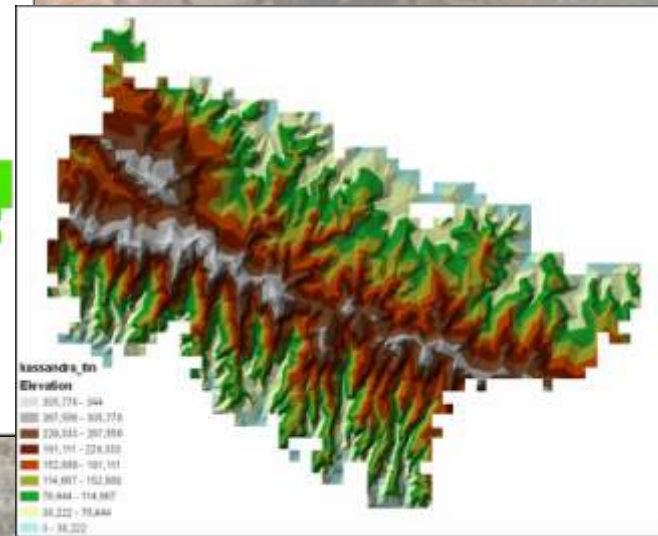 kassandra_tin
Elevation
305,778 - 344
267,556 - 305,778
229,333 - 267,556
191,111 - 229,333
152,889 - 191,111
114,667 - 152,889
76,444 - 114,667
38,222 - 76,444
0 - 38,222